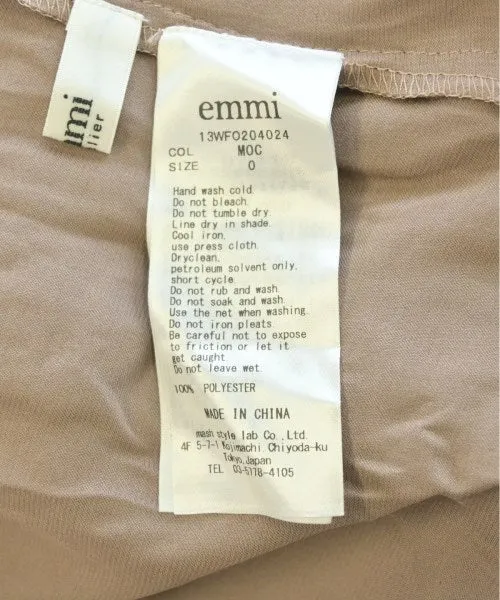 mmi
lier
emmi
13WFO204024
COL MOC
SIZE 0
Hand wash cold.
Do not bleach.
Do not tumble dry.
Line dry in shade.
Cool iron.
use press cloth.
Dryclean.
petroleum solvent only.
short cycle.
Do not rub and wash.
Do not soak and wash.
Use the net when washing.
Do not iron pleats.
Be careful not to expose
to friction or let it
get caught.
Do not leave wet.
100% POLYESTER
MADE IN CHINA
mash style lab Co.,Ltd.
4F 5-7-1 Kojimachi Chiyoda-ku
Tokyo,Japan
TEL 03-5178-4105